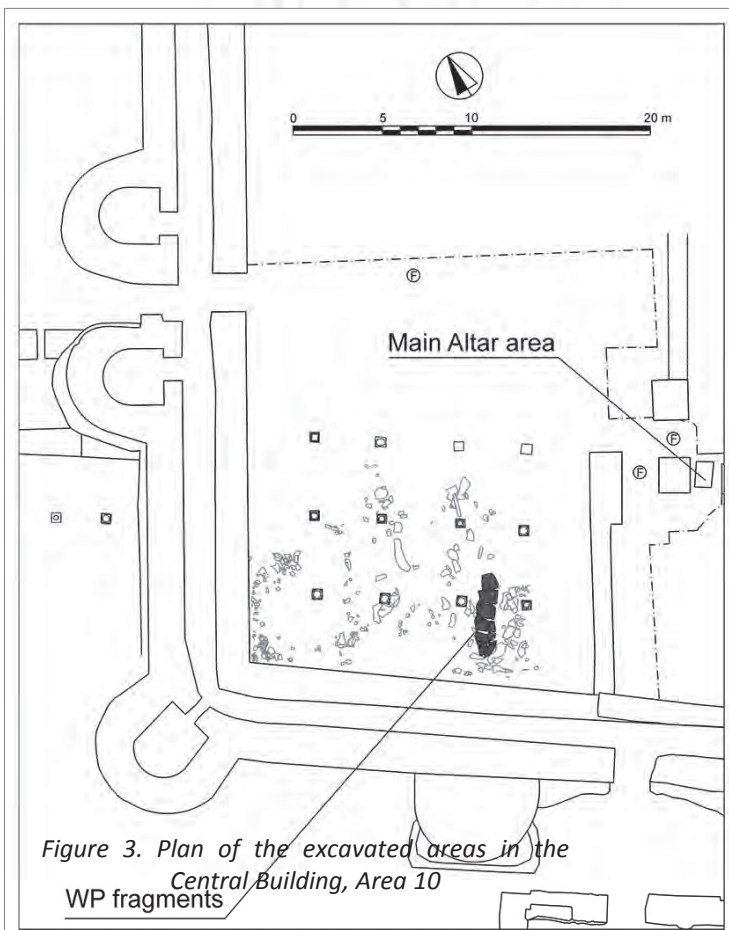 0 5 10 20 m
F
Main Altar area
F
F
Figure 3. Plan of the excavated areas in the
Central Building, Area 10
WP fragments